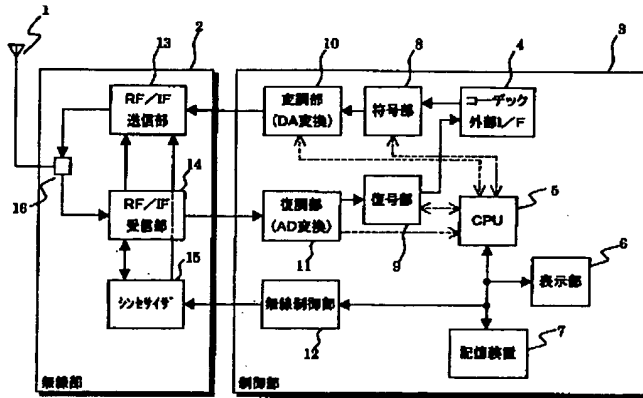 1
2
3
13
10
8
4
RF/IF
送信部
変調部
(DA変換)
符号部
コーデック
外部I/F
16
14
RF/IF
受信部
復調部
(AD変換)
復号部
CPU
5
11
9
6
15
シンセサイザ
無線制御部
12
表示部
記憶装置
7
無線部
制御部